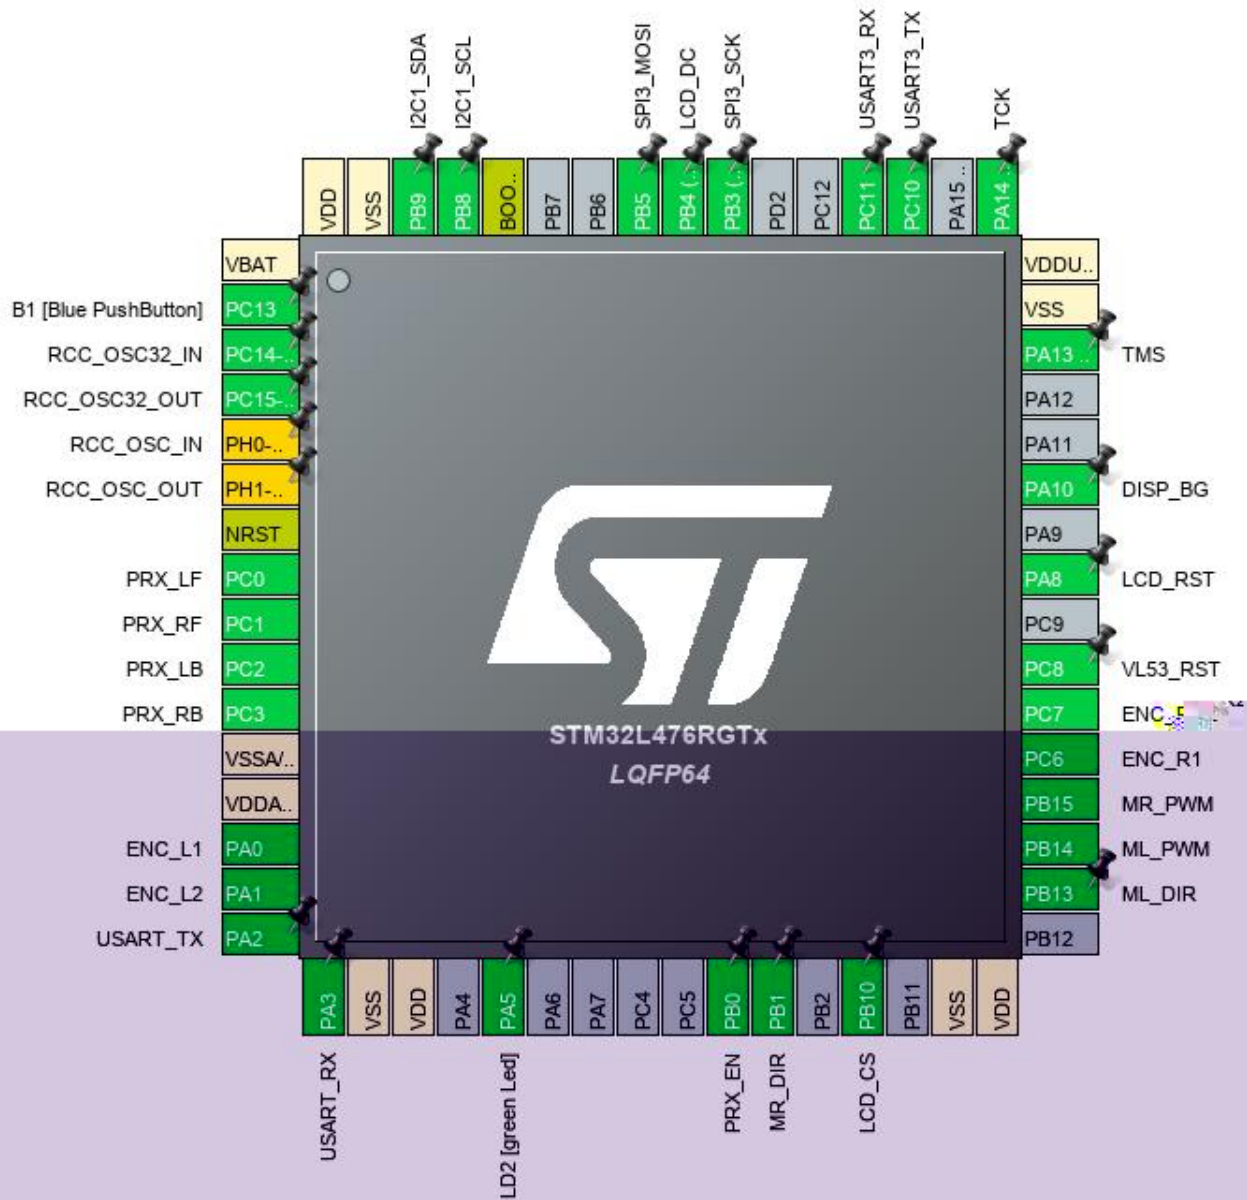 I2C1_SDA
I2C1_SCL
SPI3_MOSI
LCD_DC
SPI3_SCK
USART3_RX
USART3_TX
TCK
VDD
VSS
PB9
PB8
BOO..
PB7
PB6
PB5
PB4 (..
PB3 (..
PD2
PC12
PC11
PC10
PA15 ..
PA14 ..
VBAT
B1 [Blue PushButton] PC13
RCC_OSC32_IN PC14-..
RCC_OSC32_OUT PC15-..
RCC_OSC_IN PH0-..
RCC_OSC_OUT PH1-..
NRST
PRX_LF PC0
PRX_RF PC1
PRX_LB PC2
PRX_RB PC3
VSSA/..
VDDA..
ENC_L1 PA0
ENC_L2 PA1
USART_TX PA2
STM32L476RGTx
LQFP64
VDDU..
VSS
PA13 .. TMS
PA12
PA11
PA10 DISP_BG
PA9
PA8 LCD_RST
PC9
PC8 VL53_RST
PC7
PC6 ENC_R1
PB15 MR_PWM
PB14 ML_PWM
PB13 ML_DIR
PB12
PA3
VSS
VDD
PA4
PA5
PA6
PA7
PC4
PC5
PB0
PB1
PB2
PB10
PB11
VSS
VDD
USART_RX
LD2 [green Led]
PRX_EN
MR_DIR
LCD_CS